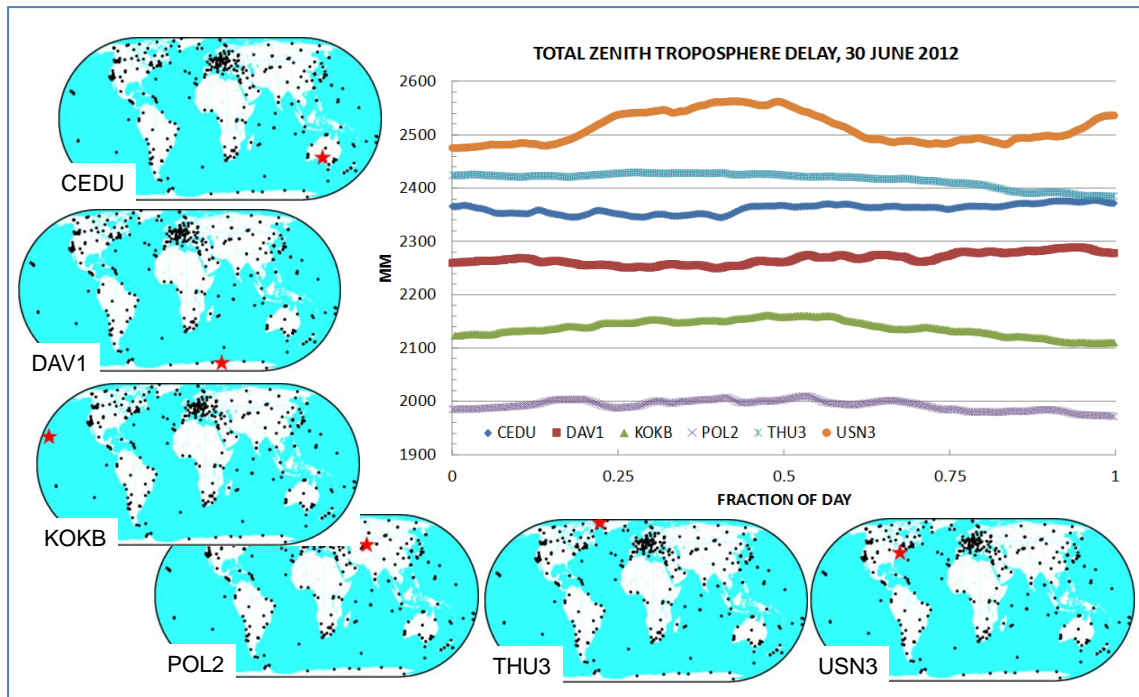 TOTAL ZENITH TROPOSPHERE DELAY, 30 JUNE 2012
2600
2500
2400
2300
2200
2100
2000
1900
MM
CEDU DAV1 KOKB POL2 THU3 USN3
0 0.25 0.5 0.75 1
FRACTION OF DAY
CEDU
DAV1
KOKB
POL2
THU3
USN3